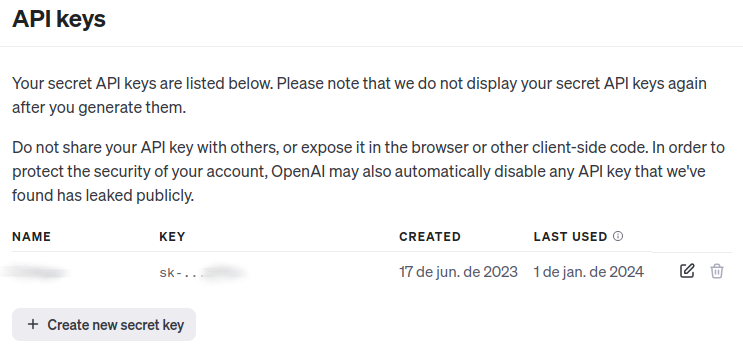 API keys
Your secret API keys are listed below. Please note that we do not display your secret API keys again
after you generate them.
Do not share your API key with others, or expose it in the browser or other client-side code. In order to
protect the security of your account, OpenAI may also automatically disable any API key that we've
found has leaked publicly.
NAME KEY CREATED LAST USED
sk-... 17 de jun. de 2023 1 de jan. de 2024
+ Create new secret key